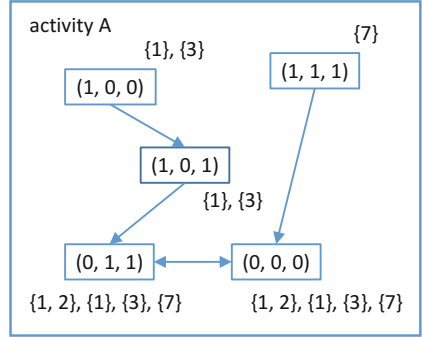 activity A
{1}, {3}
{7}
(1, 0, 0)
(1, 1, 1)
(1, 0, 1)
{1}, {3}
(0, 1, 1)
(0, 0, 0)
{1, 2}, {1}, {3}, {7}
{1, 2}, {1}, {3}, {7}